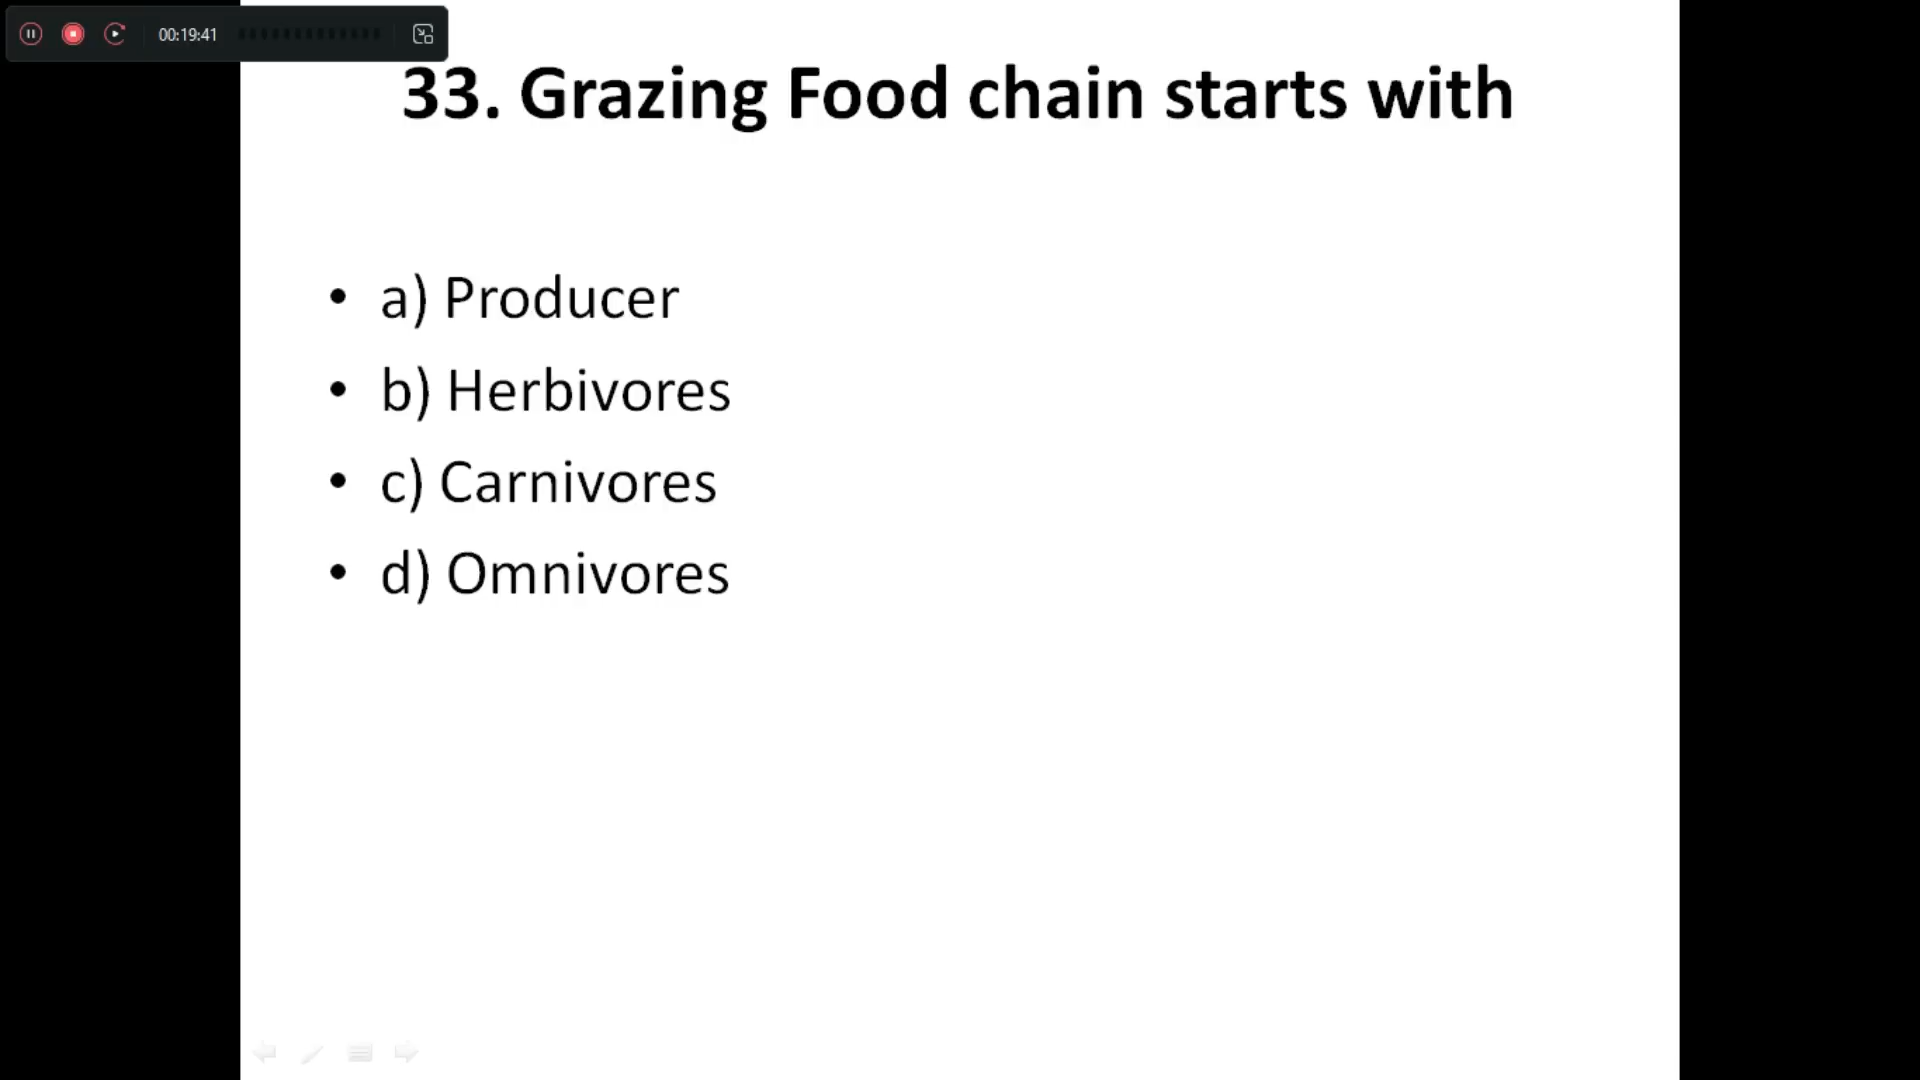 00:19:41
33. Grazing Food chain starts with
• a) Producer
• b) Herbivores
• c) Carnivores
• d) Omnivores